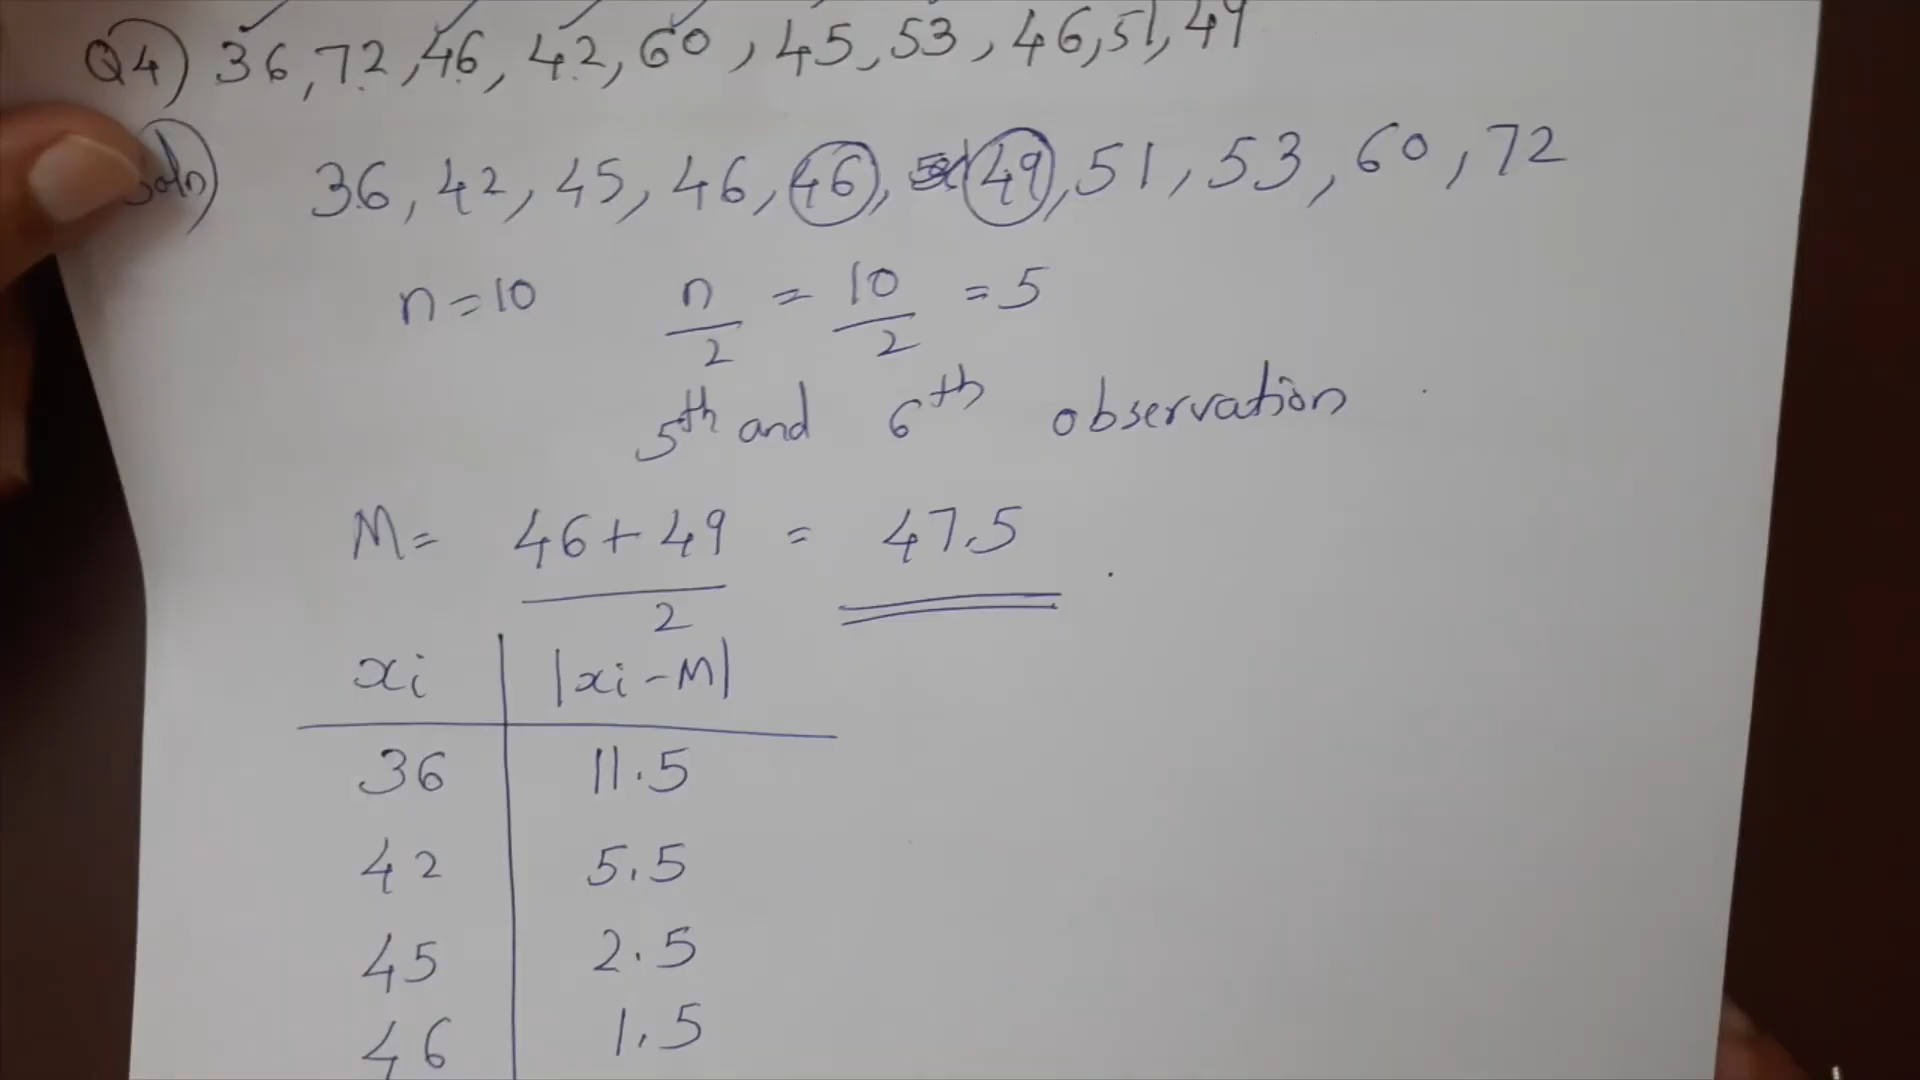 Q4) 36, 72, 46, 42, 60, 45, 53, 46, 51, 49
Soln) 36, 42, 45, 46, 46, 49, 51, 53, 60, 72
n=10 n/2 = 10/2 = 5
5th and 6th observation
M= 46+49/2 = 47.5
xi |xi-M|
36 11.5
42 5.5
45 2.5
46 1.5